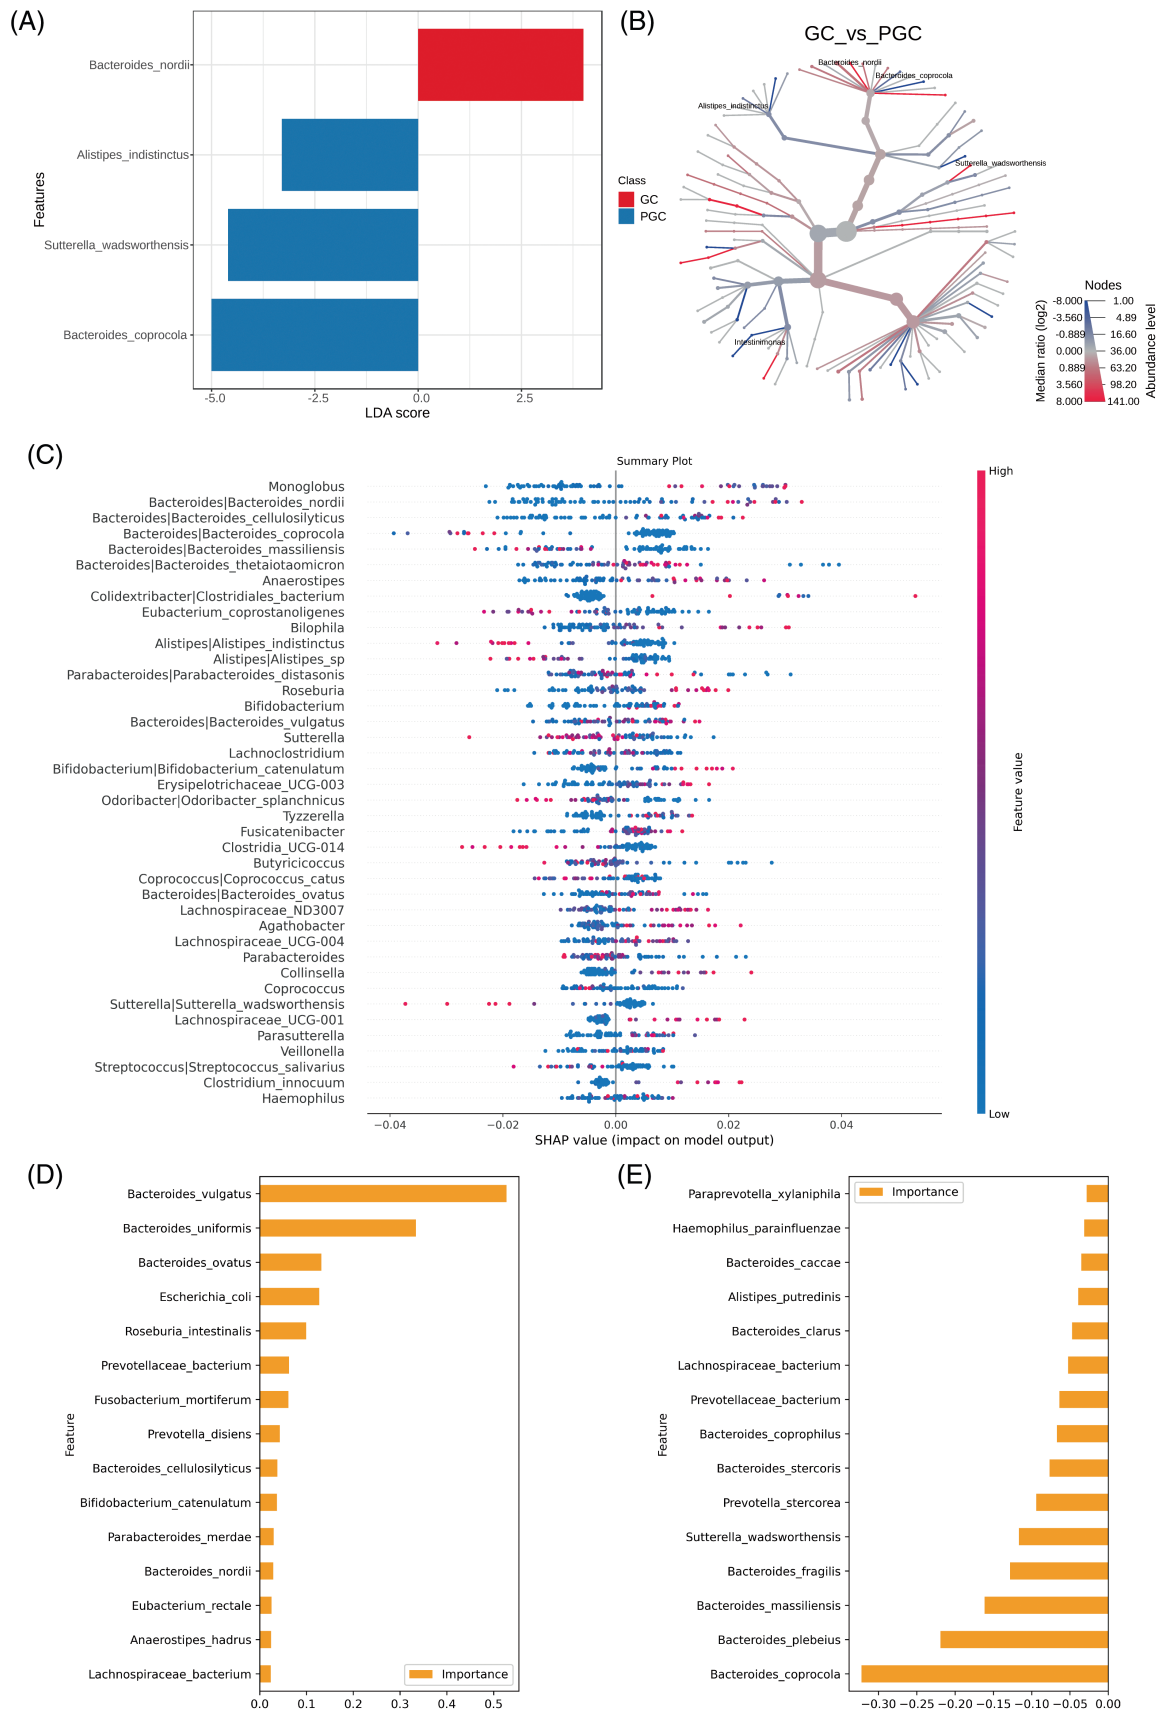 (A)
Features
Bacteroides_nordii
Alistipes_indistinctus
Sutterella_wadsworthensis
Bacteroides_coprocola
-5.0
-2.5
0.0
2.5
LDA score
Class
GC
PGC
(B)
GC_vs_PGC
Bacteroides_nordii
Bacteroides_coprocola
Alistipes_indistinctus
Sutterella_wadsworthensis
Intestinimonas
Nodes
Median ratio (log2)
Abundance level
-8.000 1.00
-3.560 4.89
-0.889 16.60
0.000 36.00
0.889 63.20
3.560 98.20
8.000 141.00
(C)
Summary Plot
Monoglobus
Bacteroides|Bacteroides_nordii
Bacteroides|Bacteroides_cellulosilyticus
Bacteroides|Bacteroides_coprocola
Bacteroides|Bacteroides_massiliensis
Bacteroides|Bacteroides_thetaiotaomicron
Anaerostipes
Colidextribacter|Clostridiales_bacterium
Eubacterium_coprostanoligenes
Bilophila
Alistipes|Alistipes_indistinctus
Alistipes|Alistipes_sp
Parabacteroides|Parabacteroides_distasonis
Roseburia
Bifidobacterium
Bacteroides|Bacteroides_vulgatus
Sutterella
Lachnoclostridium
Bifidobacterium|Bifidobacterium_catenulatum
Erysipelotrichaceae_UCG-003
Odoribacter|Odoribacter_splanchnicus
Tyzzerella
Fusicatenibacter
Clostridia_UCG-014
Butyricicoccus
Coprococcus|Coprococcus_catus
Bacteroides|Bacteroides_ovatus
Lachnospiraceae_ND3007
Agathobacter
Lachnospiraceae_UCG-004
Parabacteroides
Collinsella
Coprococcus
Sutterella|Sutterella_wadsworthensis
Lachnospiraceae_UCG-001
Parasutterella
Veillonella
Streptococcus|Streptococcus_salivarius
Clostridium_innocuum
Haemophilus
−0.04
−0.02
0.00
0.02
0.04
SHAP value (impact on model output)
High
Feature value
Low
(D)
Feature
Bacteroides_vulgatus
Bacteroides_uniformis
Bacteroides_ovatus
Escherichia_coli
Roseburia_intestinalis
Prevotellaceae_bacterium
Fusobacterium_mortiferum
Prevotella_disiens
Bacteroides_cellulosilyticus
Bifidobacterium_catenulatum
Parabacteroides_merdae
Bacteroides_nordii
Eubacterium_rectale
Anaerostipes_hadrus
Lachnospiraceae_bacterium
Importance
0.0
0.1
0.2
0.3
0.4
0.5
(E)
Feature
Importance
Paraprevotella_xylaniphila
Haemophilus_parainfluenzae
Bacteroides_caccae
Alistipes_putredinis
Bacteroides_clarus
Lachnospiraceae_bacterium
Prevotellaceae_bacterium
Bacteroides_coprophilus
Bacteroides_stercoris
Prevotella_stercorea
Sutterella_wadsworthensis
Bacteroides_fragilis
Bacteroides_massiliensis
Bacteroides_plebeius
Bacteroides_coprocola
−0.30
−0.25
−0.20
−0.15
−0.10
−0.05
0.00